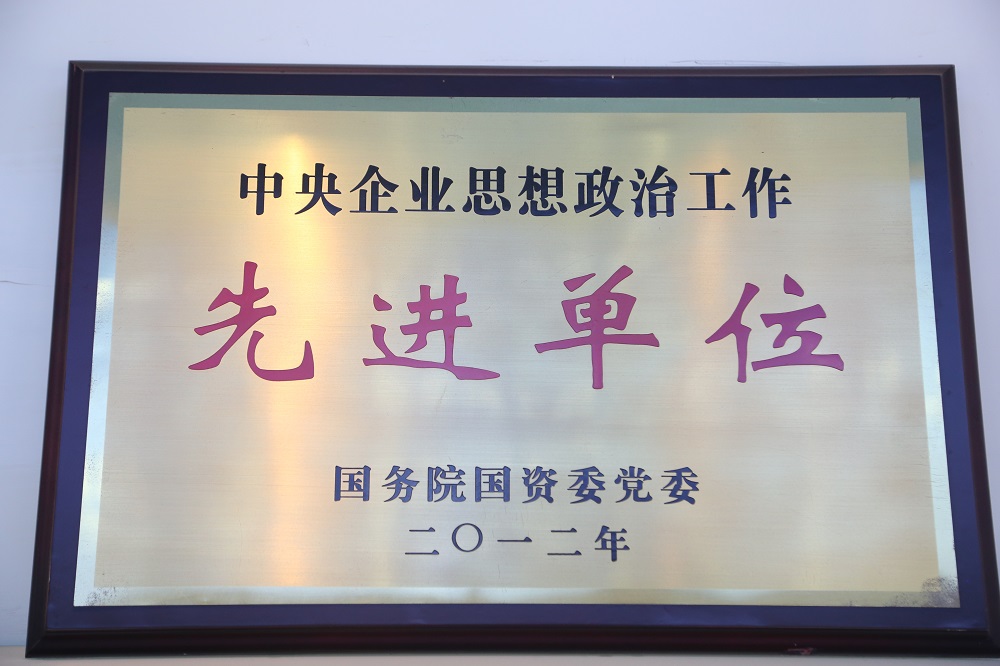 中央企业思想政治工作
先进单位
国务院国资委党委
二〇一二年